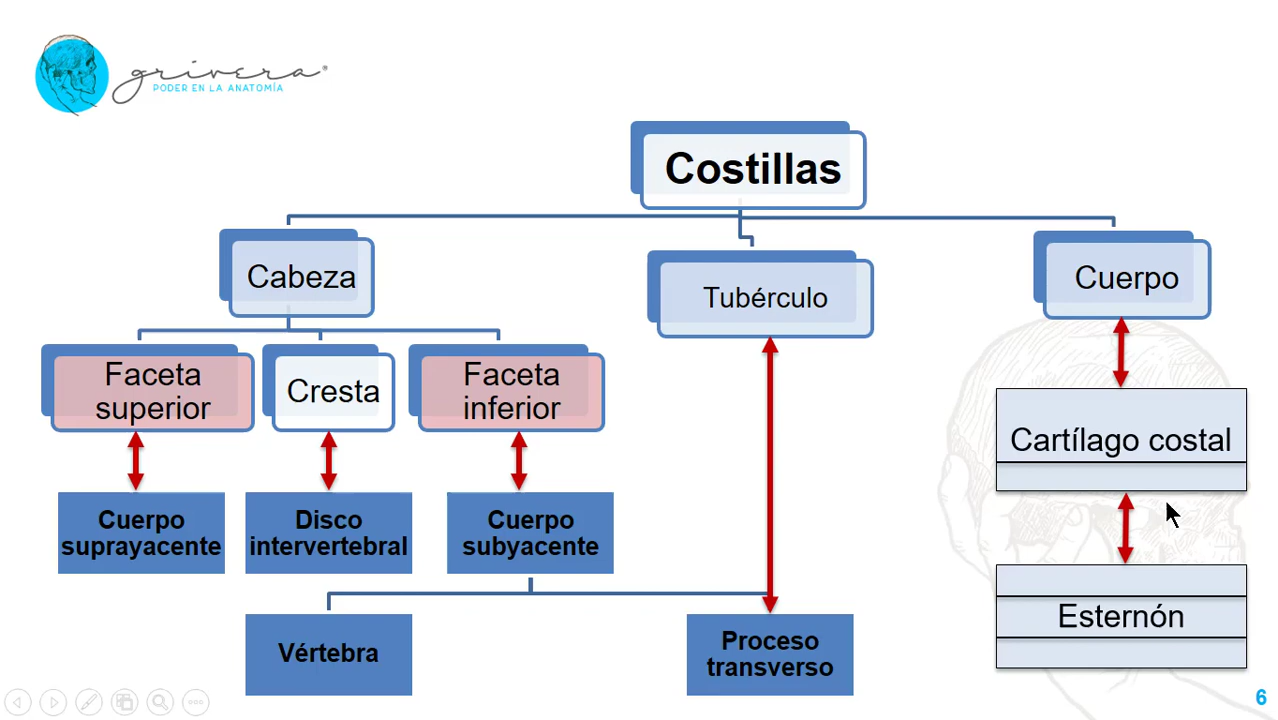 grivera®
PODER EN LA ANATOMÍA
Costillas
Cabeza
Tubérculo
Cuerpo
Faceta
superior
Cresta
Faceta
inferior
Cartílago costal
Cuerpo
suprayacente
Disco
intervertebral
Cuerpo
subyacente
Esternón
Vértebra
Proceso
transverso
6